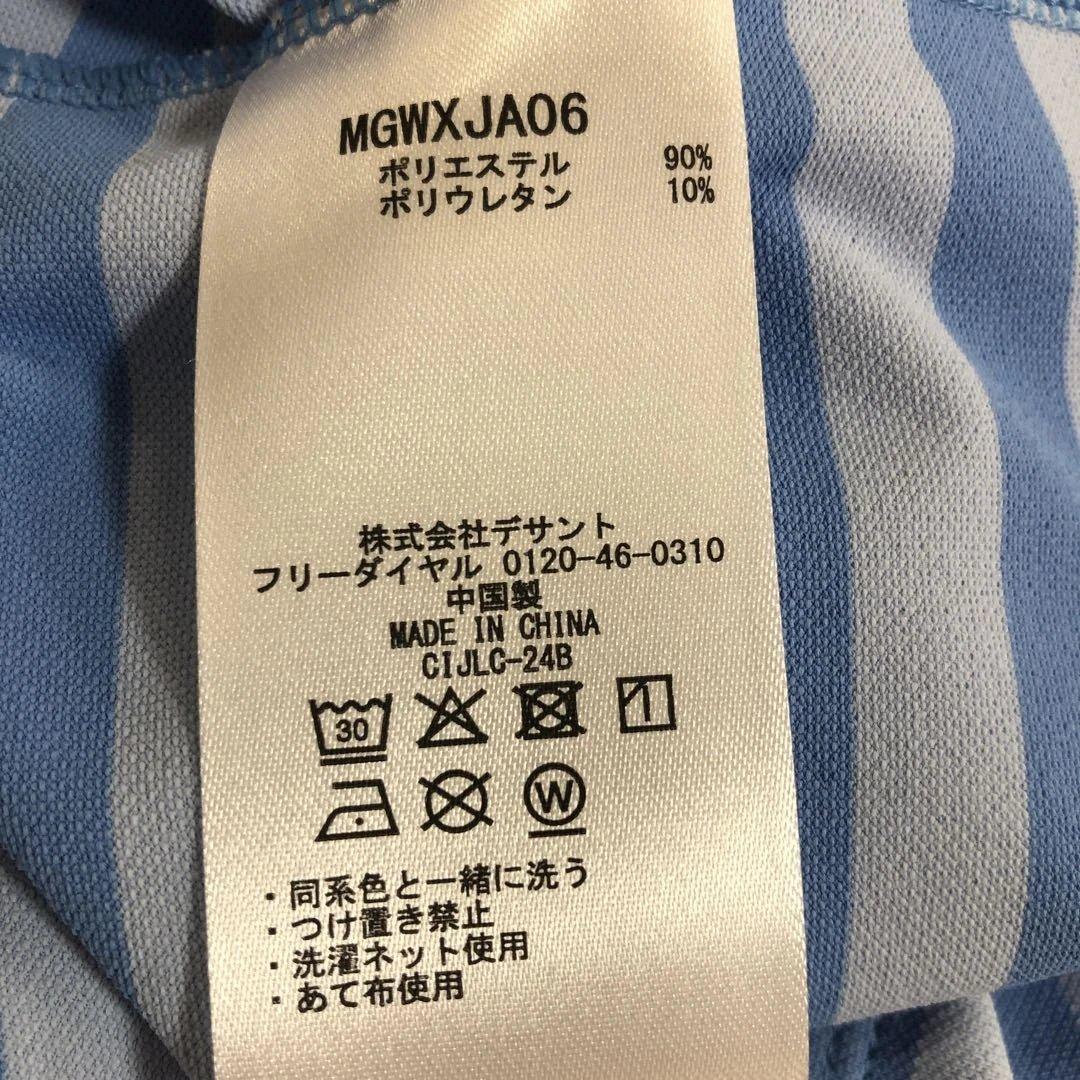 MGWXJA06
ポリエステル 90%
ポリウレタン 10%
株式会社デサント
フリーダイヤル 0120-46-0310
中国製
MADE IN CHINA
CIJLC-24B
30
W
・同系色と一緒に洗う
・つけ置き禁止
・洗濯ネット使用
・あて布使用